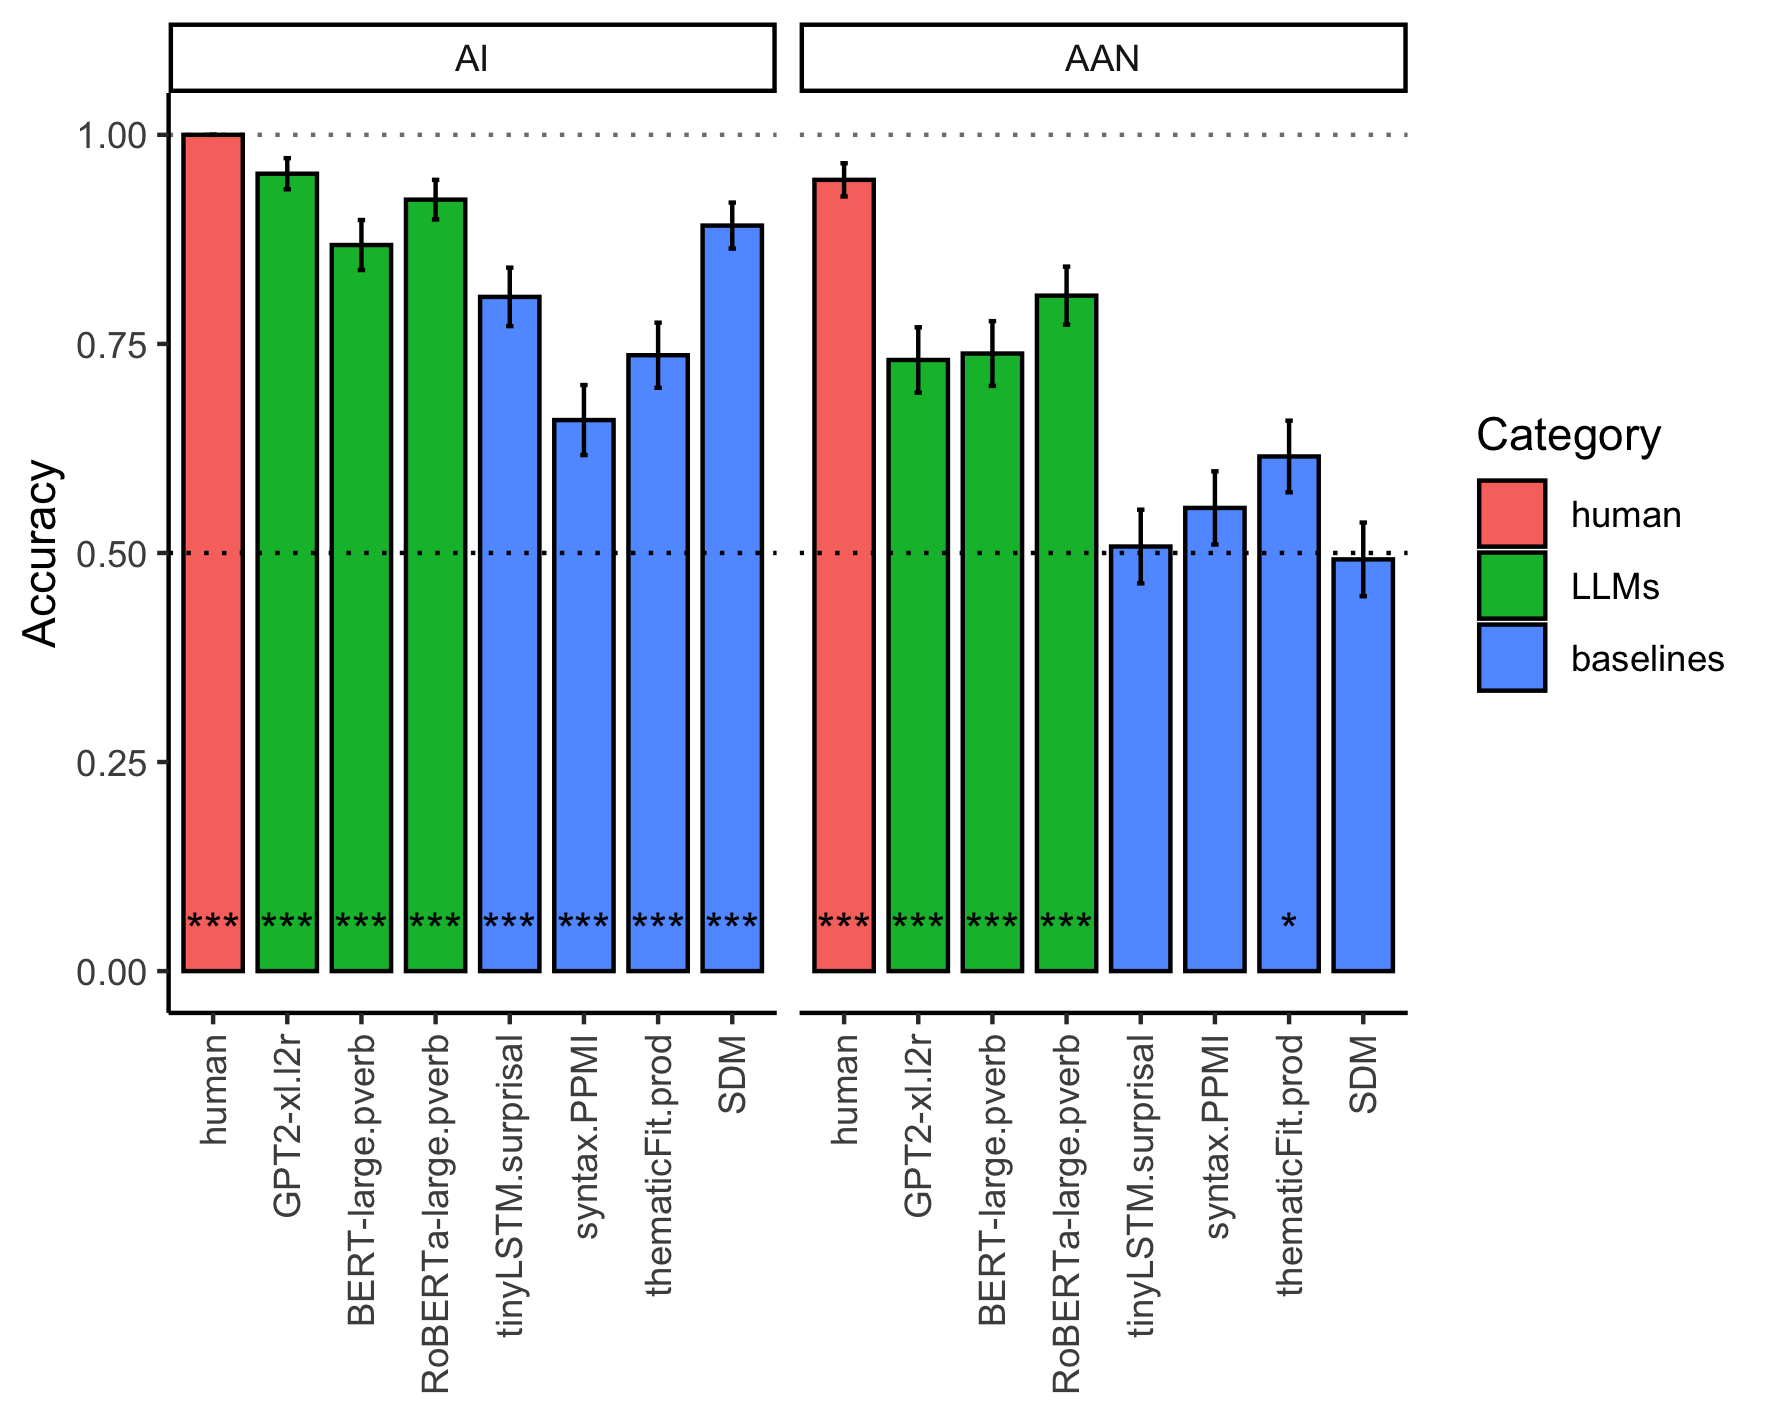 AI
AAN
1.00
0.75
0.50
0.25
0.00
Accuracy
*** *** *** *** *** *** *** ***
*** *** *** *** *
human
GPT2-xl.l2r
BERT-large.pverb
RoBERTa-large.pverb
tinyLSTM.surprisal
syntax.PPMI
thematicFit.prod
SDM
human
GPT2-xl.l2r
BERT-large.pverb
RoBERTa-large.pverb
tinyLSTM.surprisal
syntax.PPMI
thematicFit.prod
SDM
Category
human
LLMs
baselines